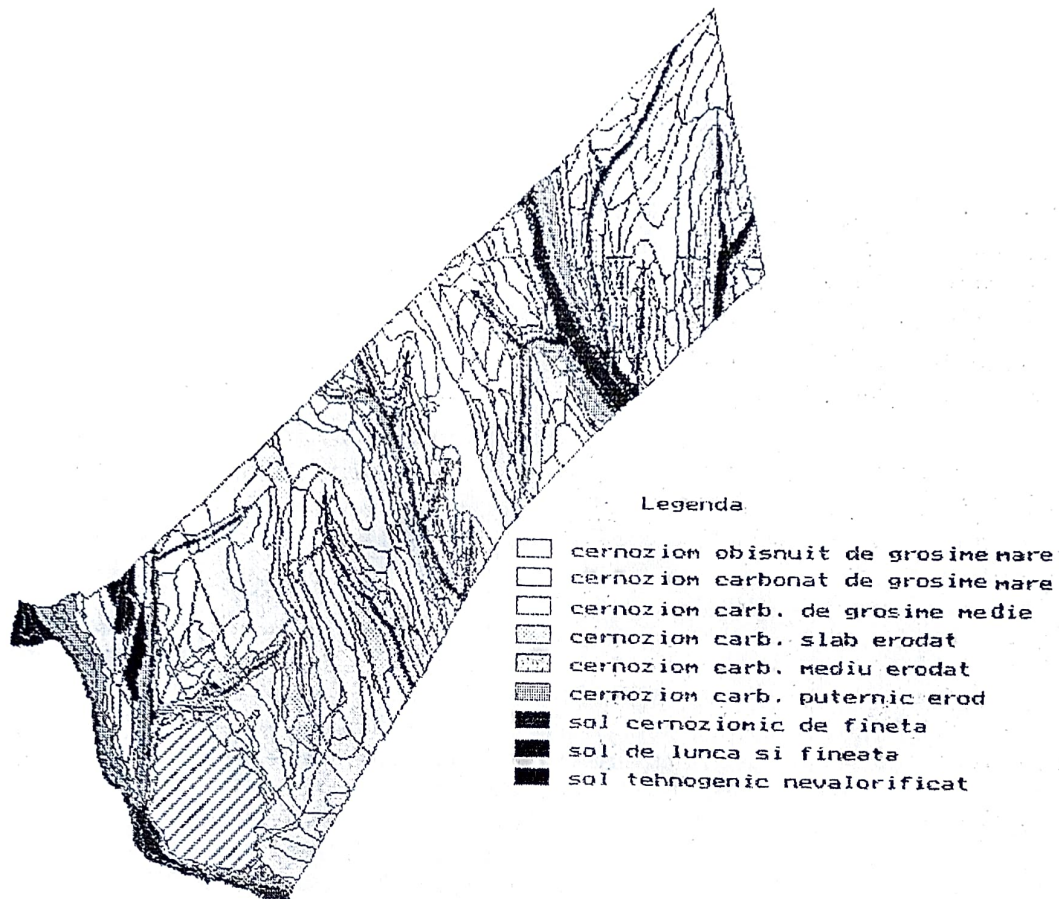 Legenda
cernoziom obisnuit de grosime mare
cernoziom carbonat de grosime mare
cernoziom carb. de grosime medie
cernoziom carb. slab erodat
cernoziom carb. mediu erodat
cernoziom carb. puternic erod
sol cernoziomic de fineta
sol de lunca si fineata
sol tehnogenic nevalorificat